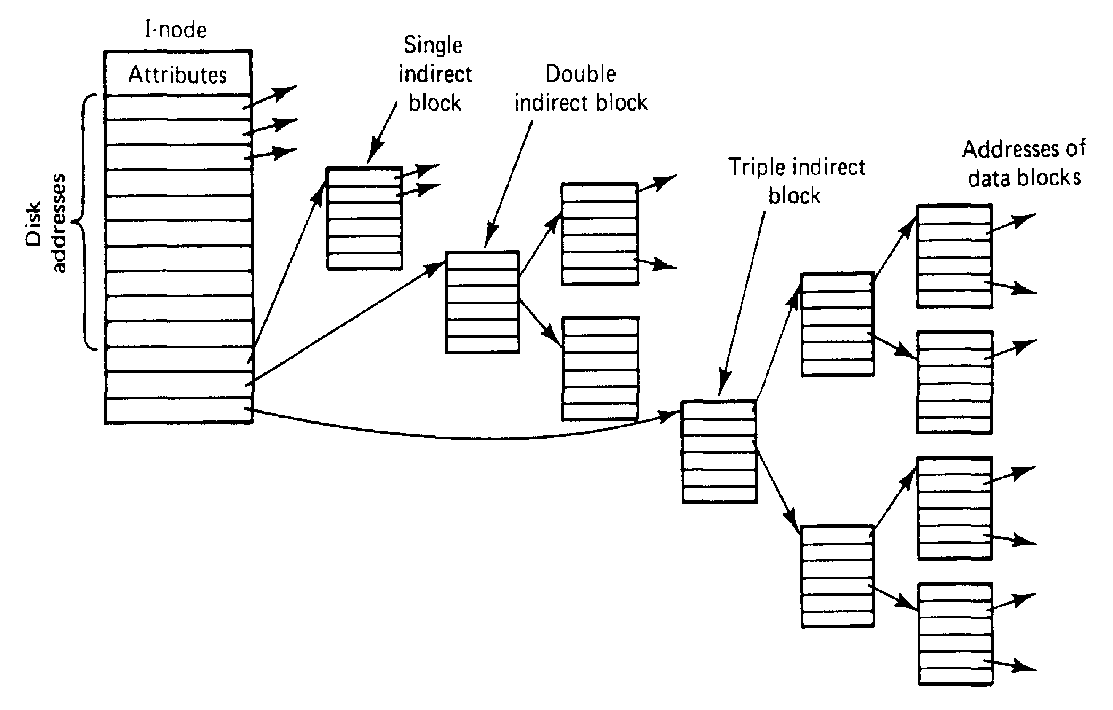 I-node
Attributes
Disk
addresses
Single
indirect
block
Double
indirect block
Triple indirect
block
Addresses of
data blocks